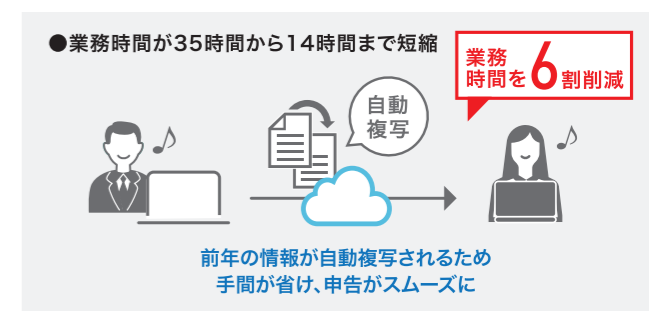 ●業務時間が35時間から14時間まで短縮
業務
時間を6割削減
自動
複写
前年の情報が自動複写されるため
手間が省け、申告がスムーズに